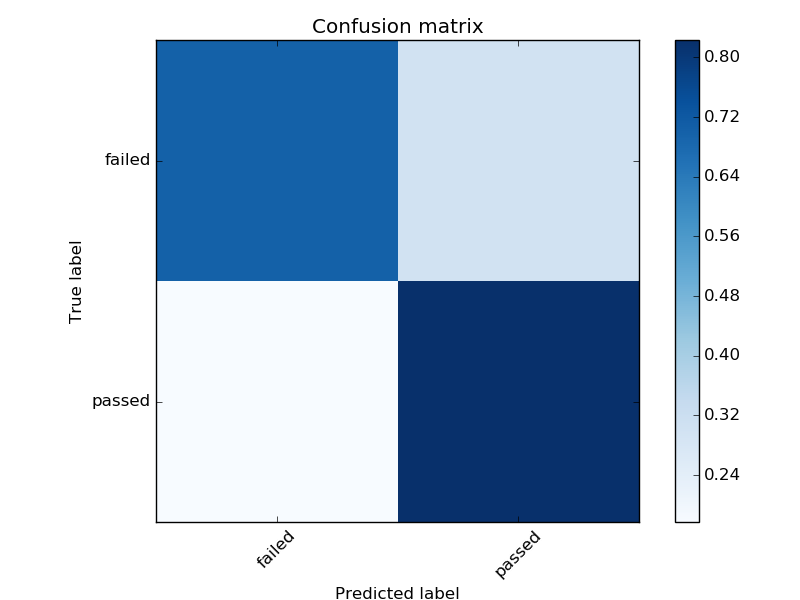 Confusion matrix
failed
passed
True label
failed
passed
Predicted label
0.80
0.72
0.64
0.56
0.48
0.40
0.32
0.24